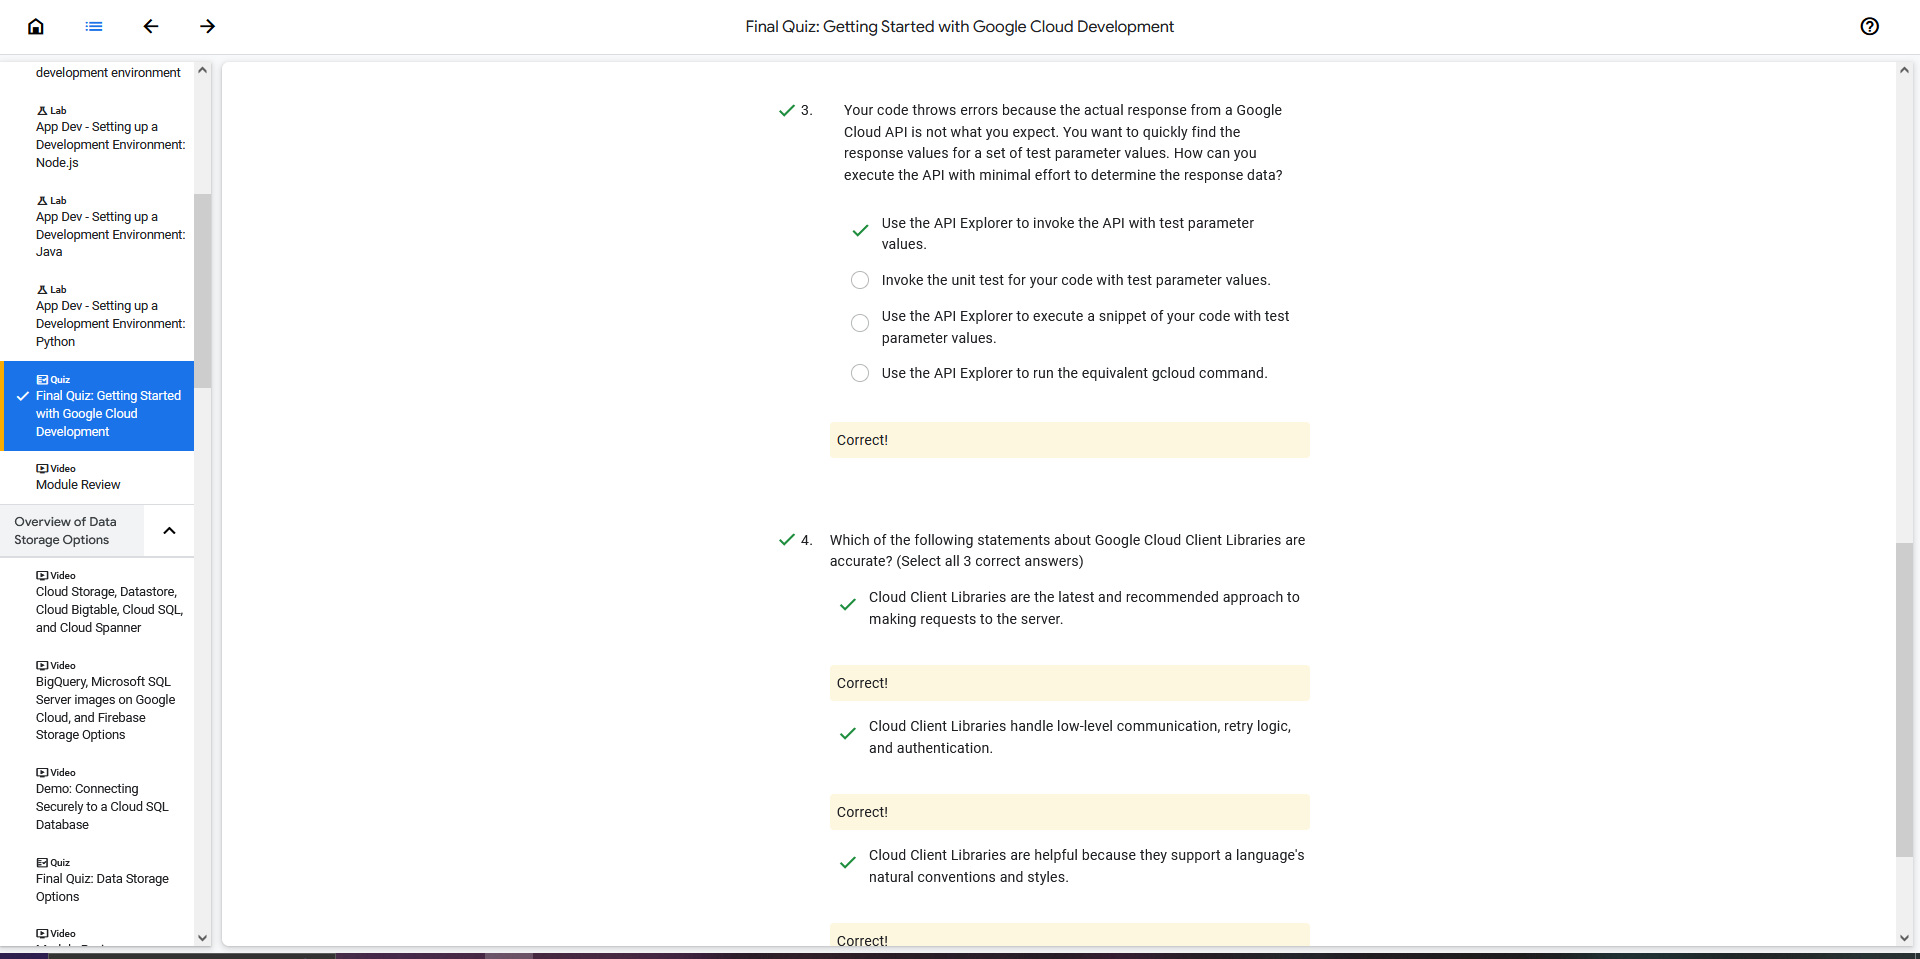 Final Quiz: Getting Started with Google Cloud Development
development environment
Lab
App Dev - Setting up a
Development Environment:
Node.js
Lab
App Dev - Setting up a
Development Environment:
Java
Lab
App Dev - Setting up a
Development Environment:
Python
Quiz
Final Quiz: Getting Started
with Google Cloud
Development
Video
Module Review
Overview of Data
Storage Options
Video
Cloud Storage, Datastore,
Cloud Bigtable, Cloud SQL,
and Cloud Spanner
Video
BigQuery, Microsoft SQL
Server images on Google
Cloud, and Firebase
Storage Options
Video
Demo: Connecting
Securely to a Cloud SQL
Database
Quiz
Final Quiz: Data Storage
Options
Video
3. Your code throws errors because the actual response from a Google
Cloud API is not what you expect. You want to quickly find the
response values for a set of test parameter values. How can you
execute the API with minimal effort to determine the response data?
Use the API Explorer to invoke the API with test parameter
values.
Invoke the unit test for your code with test parameter values.
Use the API Explorer to execute a snippet of your code with test
parameter values.
Use the API Explorer to run the equivalent gcloud command.
Correct!
4. Which of the following statements about Google Cloud Client Libraries are
accurate? (Select all 3 correct answers)
Cloud Client Libraries are the latest and recommended approach to
making requests to the server.
Correct!
Cloud Client Libraries handle low-level communication, retry logic,
and authentication.
Correct!
Cloud Client Libraries are helpful because they support a language's
natural conventions and styles.
Correct!